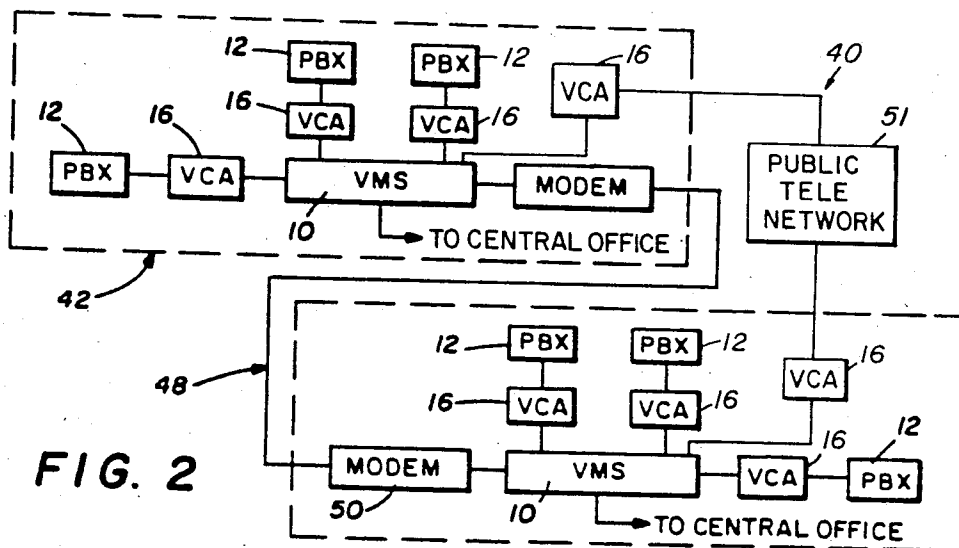 12 PBX
PBX 12
16
VCA
40
16 VCA
VCA 16
51
12
PBX
16
VCA
VMS
MODEM
PUBLIC
TELE
NETWORK
10
TO CENTRAL OFFICE
42
48
12 PBX
PBX 12
16
VCA
16 VCA
VCA 16
MODEM
50
VMS
10
16
VCA
12
PBX
TO CENTRAL OFFICE
FIG. 2